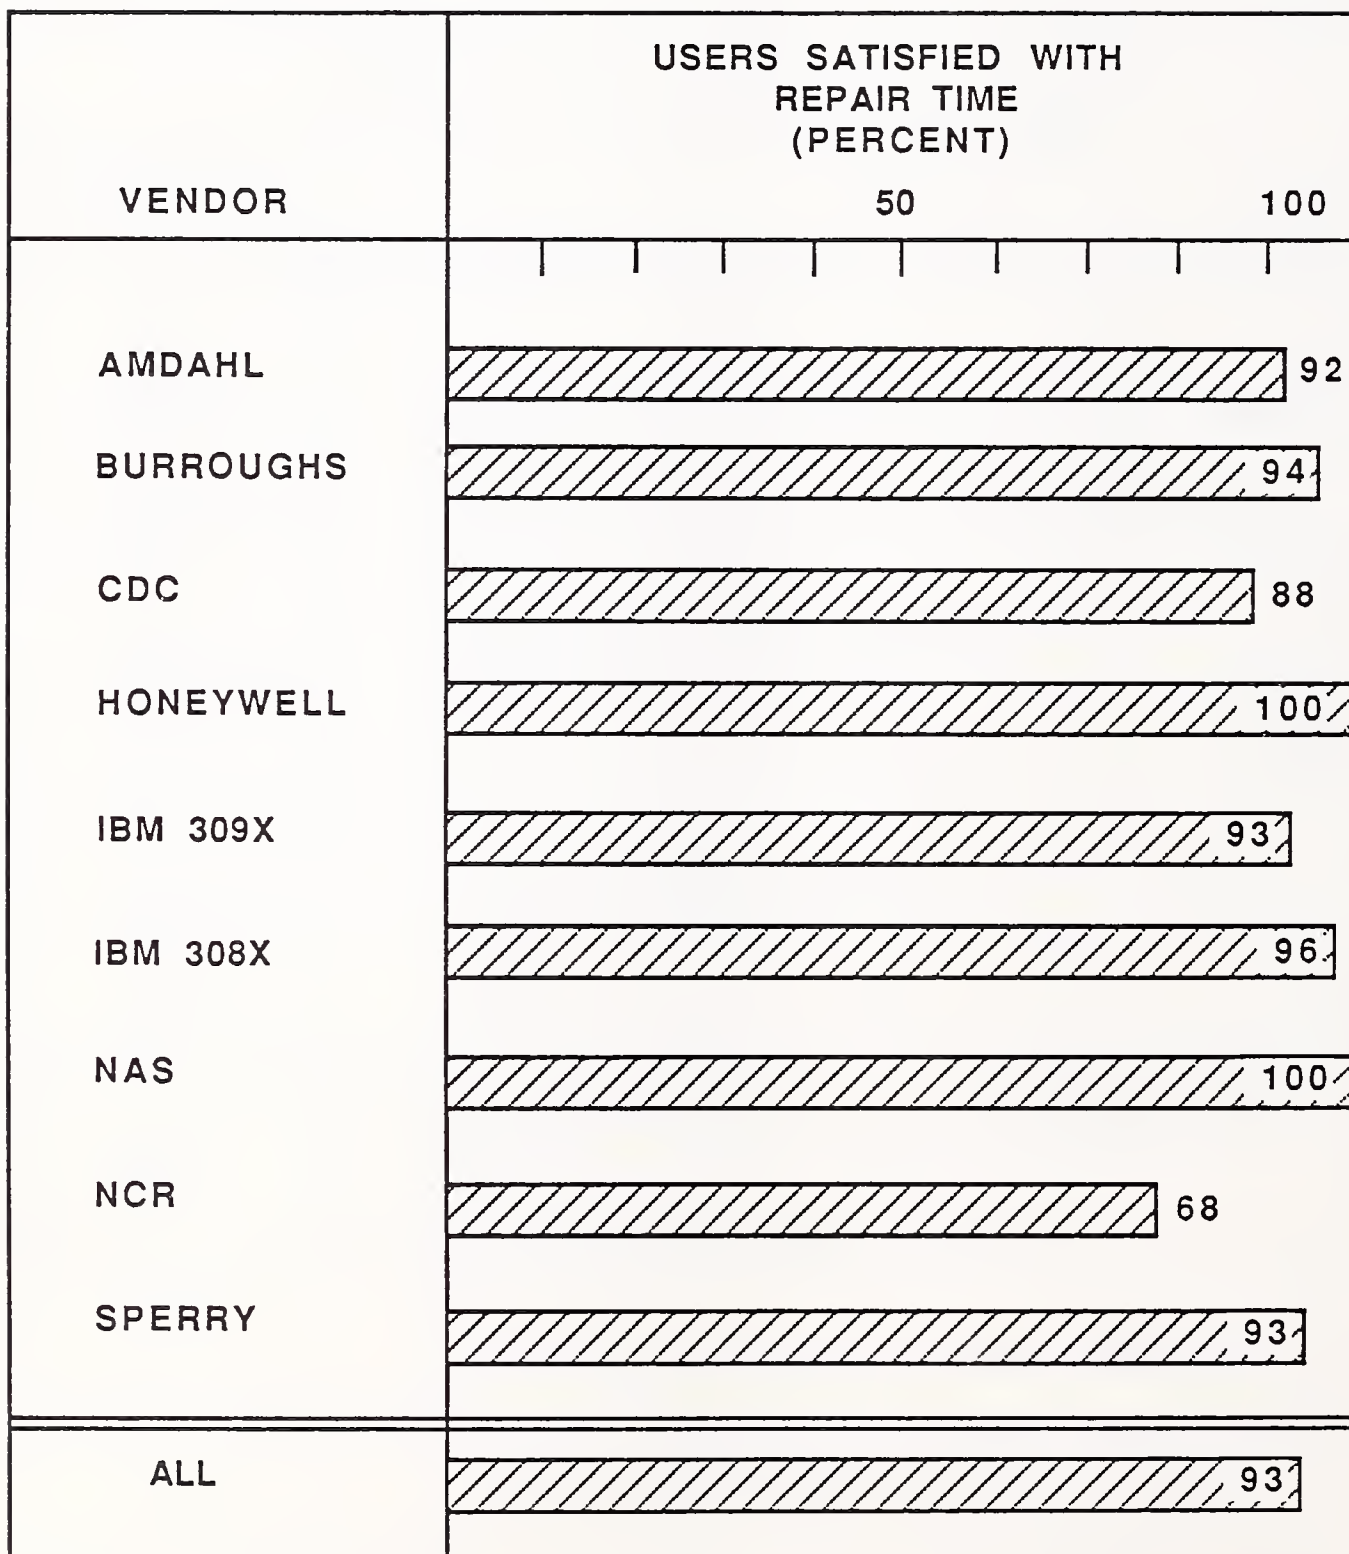 USERS SATISFIED WITH
REPAIR TIME
(PERCENT)
VENDOR 50 100
AMDAHL 92
BURROUGHS 94
CDC 88
HONEYWELL 100
IBM 309X 93
IBM 308X 96
NAS 100
NCR 68
SPERRY 93
ALL 93